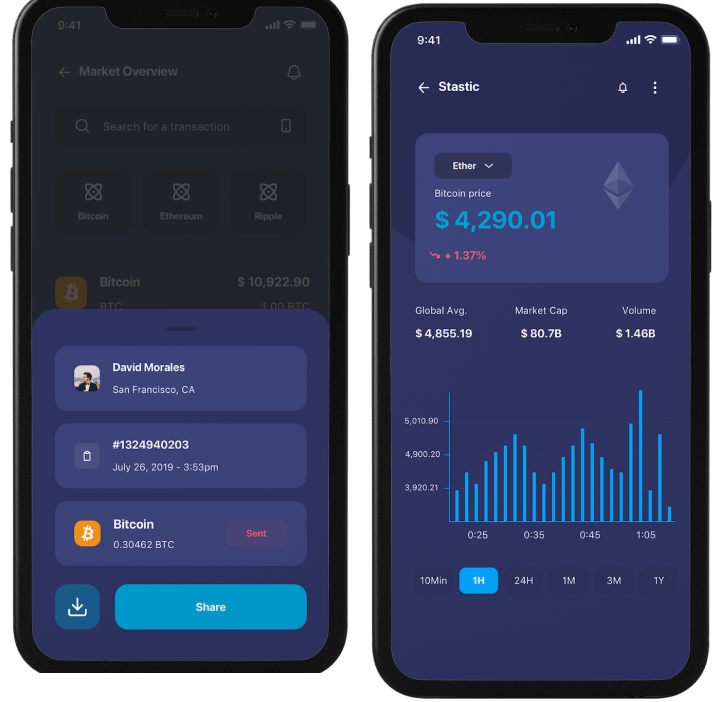 9:41
Market Overview
Search for a transaction
Bitcoin Ethereum Ripple
Bitcoin $ 10,922.90
BTC 1.00 BTC
David Morales
San Francisco, CA
#1324940203
July 26, 2019 - 3:53pm
Bitcoin
0.30462 BTC
Sent
Share
9:41
Stastic
Ether
Bitcoin price
$ 4,290.01
+ 1.37%
Global Avg. Market Cap Volume
$ 4,855.19 $ 80.7B $ 1.46B
5,010.90
4,900.20
3,920.21
0:25 0:35 0:45 1:05
10Min 1H 24H 1M 3M 1Y